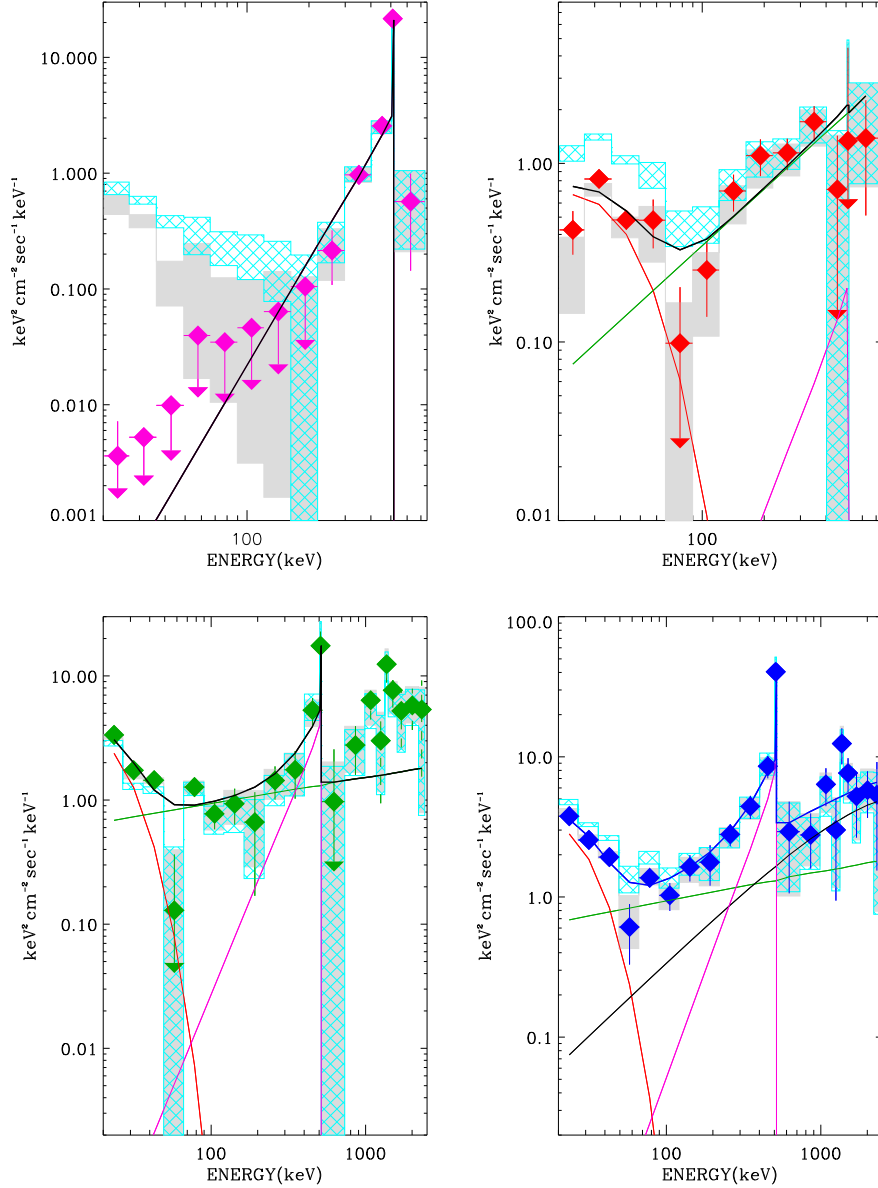 10.000
1.000
0.100
0.010
0.001
100
ENERGY(keV)
keV² cm⁻² sec⁻¹ keV⁻¹
1.00
0.10
0.01
100
ENERGY(keV)
keV² cm⁻² sec⁻¹ keV⁻¹
10.00
1.00
0.10
0.01
100 1000
ENERGY(keV)
keV² cm⁻² sec⁻¹ keV⁻¹
100.0
10.0
1.0
0.1
100 1000
ENERGY(keV)
keV² cm⁻² sec⁻¹ keV⁻¹